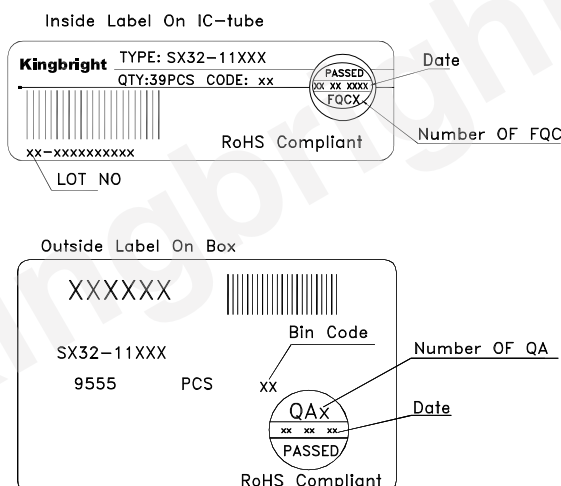 Inside Label On IC-tube
Kingbright TYPE: SX32-11XXX
QTY:39PCS CODE: xx
PASSED
XX XX XXXX
FQCX
Date
Number OF FQC
RoHS Compliant
xx-xxxxxxxxxx
LOT NO
Outside Label On Box
XXXXXX
Bin Code
SX32-11XXX
9555 PCS xx
Number OF QA
QAx
Date
xx xx xx
PASSED
RoHS Compliant